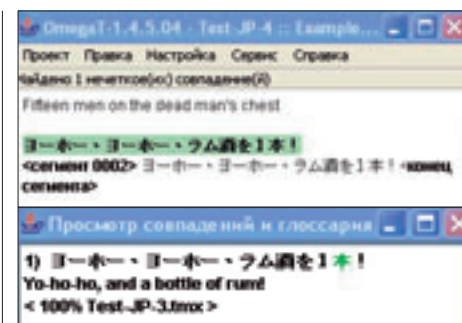 OmegaT-1.4.5.04 - Test-JP-4 :: Example...
Проект Правка Настройка Сервис Справка
Найдено 1 нечеткое(их) совпадение(й)
Fifteen men on the dead man's chest
ヨーホー・ヨーホー・ラム酒を1本！
<сегмент 0002> ヨーホー・ヨーホー・ラム酒を1本！<конец
сегмента>
Просмотр совпадений и глоссария
1) ヨーホー・ヨーホー・ラム酒を1本！
Yo-ho-ho, and a bottle of rum!
< 100% Test-JP-3.tmx >